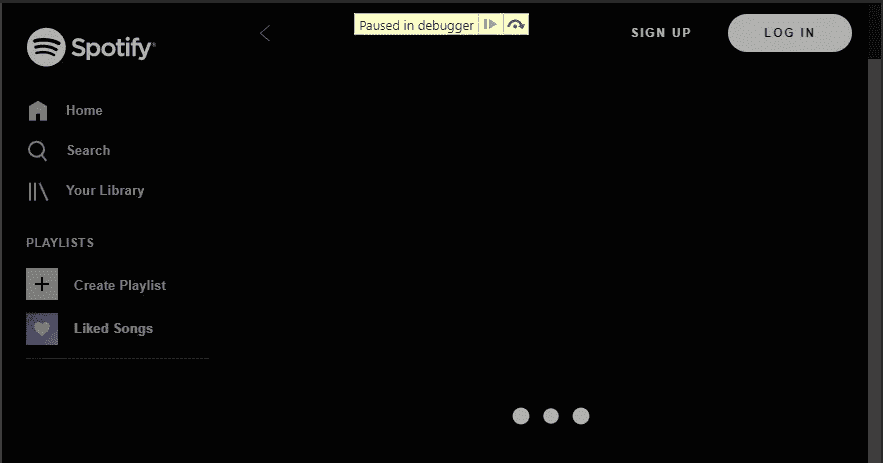 Spotify®
Paused in debugger
SIGN UP
LOG IN
Home
Search
Your Library
PLAYLISTS
Create Playlist
Liked Songs